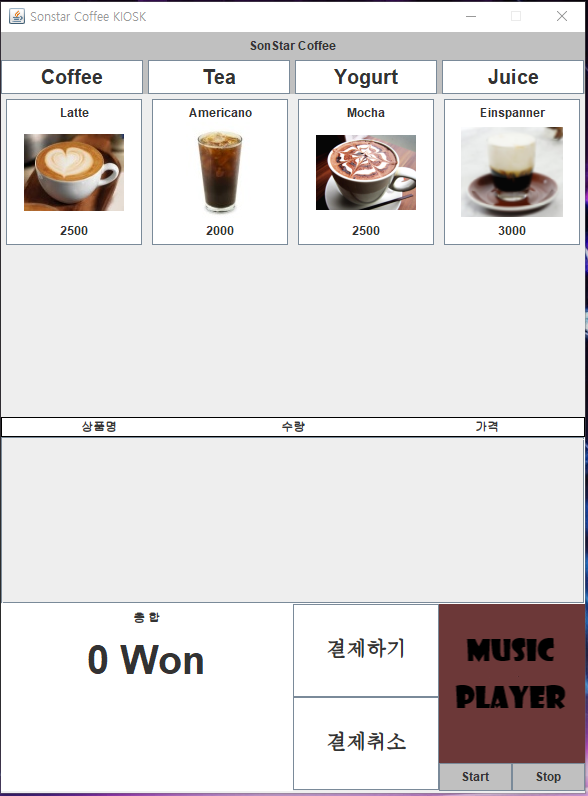 Sonstar Coffee KIOSK
SonStar Coffee
Coffee Tea Yogurt Juice
Latte Americano Mocha Einspanner
2500 2000 2500 3000
상품명 수량 가격
총 합
0 Won
결제하기
결제취소
MUSIC
PLAYER
Start Stop